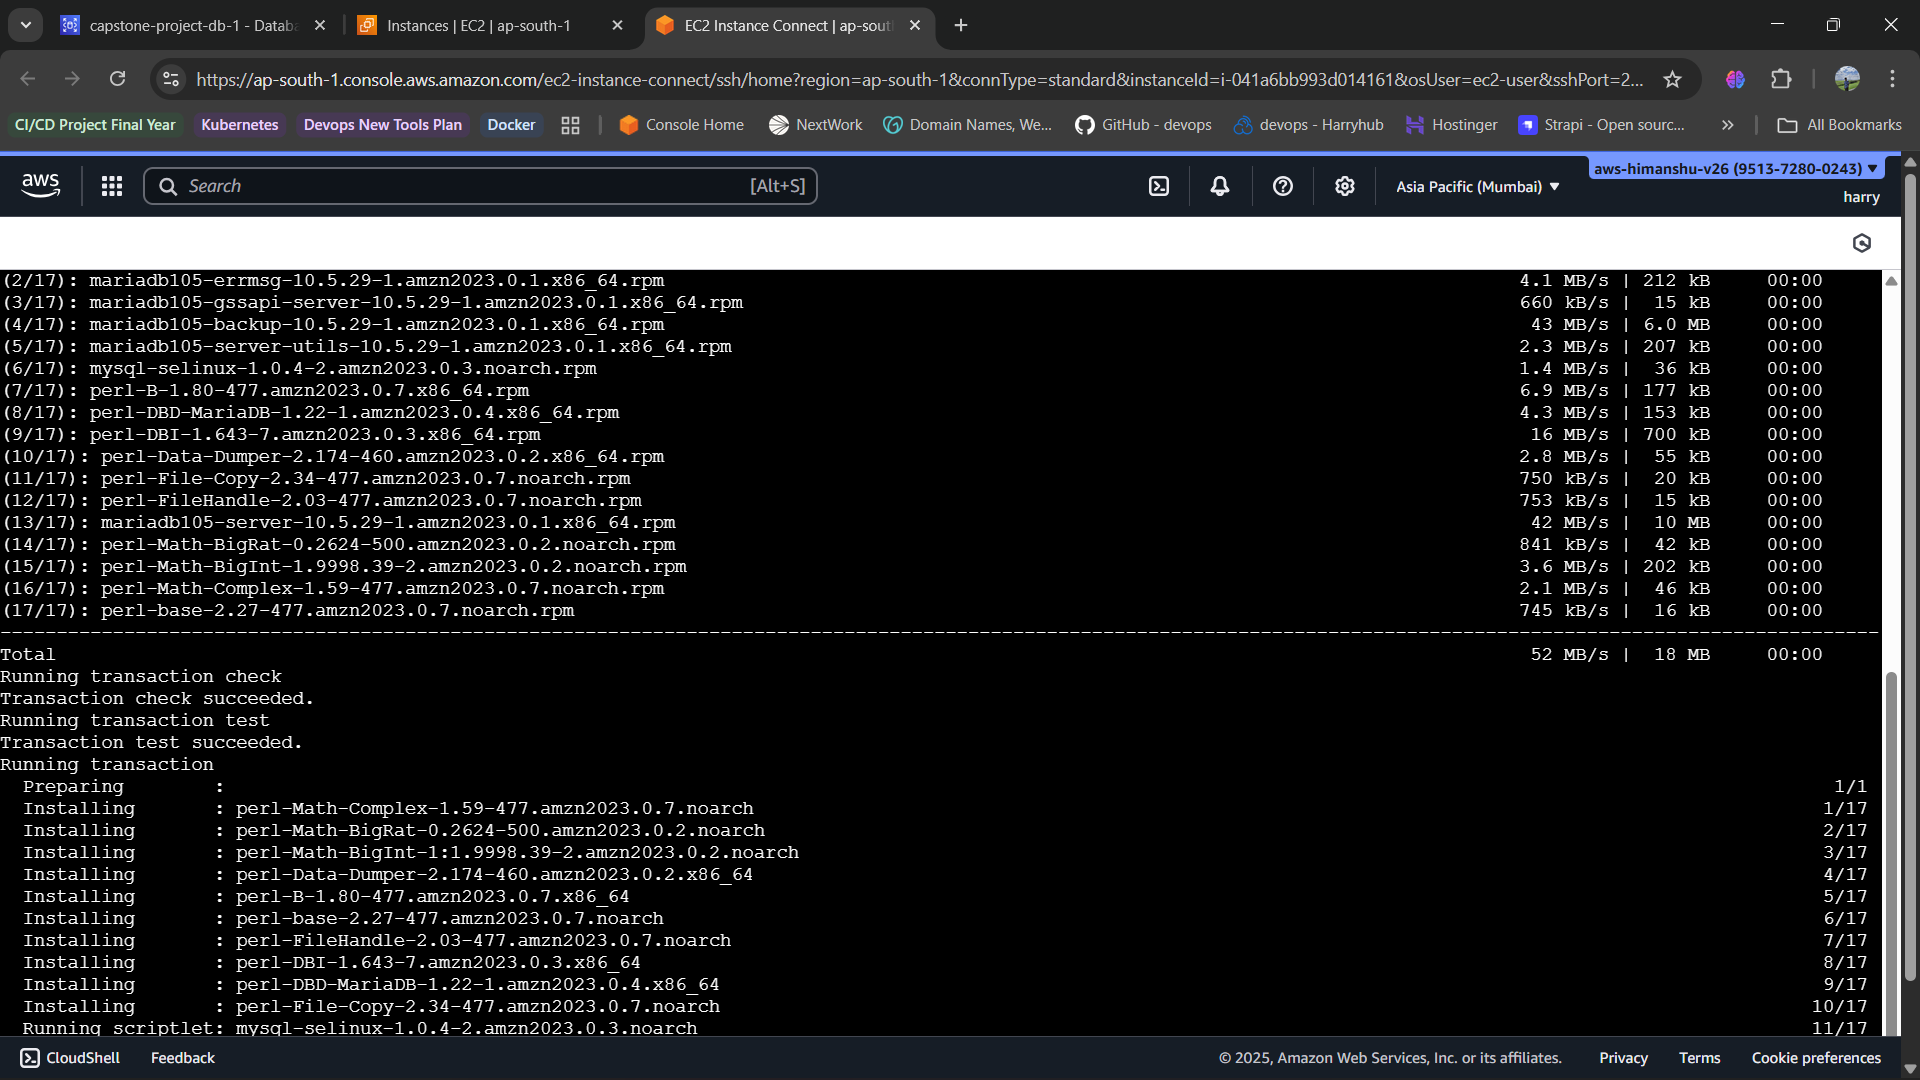 capstone-project-db-1 - Databa
Instances | EC2 | ap-south-1
EC2 Instance Connect | ap-sout
https://ap-south-1.console.aws.amazon.com/ec2-instance-connect/ssh/home?region=ap-south-1&connType=standard&instanceId=i-041a6bb993d014161&osUser=ec2-user&sshPort=2...
CI/CD Project Final Year Kubernetes Devops New Tools Plan Docker Console Home NextWork Domain Names, We... GitHub - devops devops - Harryhub Hostinger Strapi - Open sourc... » All Bookmarks
aws Search [Alt+S] Asia Pacific (Mumbai) ▼ aws-himanshu-v26 (9513-7280-0243) ▼
harry
(2/17): mariadb105-errmsg-10.5.29-1.amzn2023.0.1.x86_64.rpm 4.1 MB/s | 212 kB 00:00
(3/17): mariadb105-gssapi-server-10.5.29-1.amzn2023.0.1.x86_64.rpm 660 kB/s | 15 kB 00:00
(4/17): mariadb105-backup-10.5.29-1.amzn2023.0.1.x86_64.rpm 43 MB/s | 6.0 MB 00:00
(5/17): mariadb105-server-utils-10.5.29-1.amzn2023.0.1.x86_64.rpm 2.3 MB/s | 207 kB 00:00
(6/17): mysql-selinux-1.0.4-2.amzn2023.0.3.noarch.rpm 1.4 MB/s | 36 kB 00:00
(7/17): perl-B-1.80-477.amzn2023.0.7.x86_64.rpm 6.9 MB/s | 177 kB 00:00
(8/17): perl-DBD-MariaDB-1.22-1.amzn2023.0.4.x86_64.rpm 4.3 MB/s | 153 kB 00:00
(9/17): perl-DBI-1.643-7.amzn2023.0.3.x86_64.rpm 16 MB/s | 700 kB 00:00
(10/17): perl-Data-Dumper-2.174-460.amzn2023.0.2.x86_64.rpm 2.8 MB/s | 55 kB 00:00
(11/17): perl-File-Copy-2.34-477.amzn2023.0.7.noarch.rpm 750 kB/s | 20 kB 00:00
(12/17): perl-FileHandle-2.03-477.amzn2023.0.7.noarch.rpm 753 kB/s | 15 kB 00:00
(13/17): mariadb105-server-10.5.29-1.amzn2023.0.1.x86_64.rpm 42 MB/s | 10 MB 00:00
(14/17): perl-Math-BigRat-0.2624-500.amzn2023.0.2.noarch.rpm 841 kB/s | 42 kB 00:00
(15/17): perl-Math-BigInt-1.9998.39-2.amzn2023.0.2.noarch.rpm 3.6 MB/s | 202 kB 00:00
(16/17): perl-Math-Complex-1.59-477.amzn2023.0.7.noarch.rpm 2.1 MB/s | 46 kB 00:00
(17/17): perl-base-2.27-477.amzn2023.0.7.noarch.rpm 745 kB/s | 16 kB 00:00
Total 52 MB/s | 18 MB 00:00
Running transaction check
Transaction check succeeded.
Running transaction test
Transaction test succeeded.
Running transaction
Preparing : 1/1
Installing : perl-Math-Complex-1.59-477.amzn2023.0.7.noarch 1/17
Installing : perl-Math-BigRat-0.2624-500.amzn2023.0.2.noarch 2/17
Installing : perl-Math-BigInt-1:1.9998.39-2.amzn2023.0.2.noarch 3/17
Installing : perl-Data-Dumper-2.174-460.amzn2023.0.2.x86_64 4/17
Installing : perl-B-1.80-477.amzn2023.0.7.x86_64 5/17
Installing : perl-base-2.27-477.amzn2023.0.7.noarch 6/17
Installing : perl-FileHandle-2.03-477.amzn2023.0.7.noarch 7/17
Installing : perl-DBI-1.643-7.amzn2023.0.3.x86_64 8/17
Installing : perl-DBD-MariaDB-1.22-1.amzn2023.0.4.x86_64 9/17
Installing : perl-File-Copy-2.34-477.amzn2023.0.7.noarch 10/17
Running scriptlet: mysql-selinux-1.0.4-2.amzn2023.0.3.noarch 11/17
CloudShell Feedback © 2025, Amazon Web Services, Inc. or its affiliates. Privacy Terms Cookie preferences